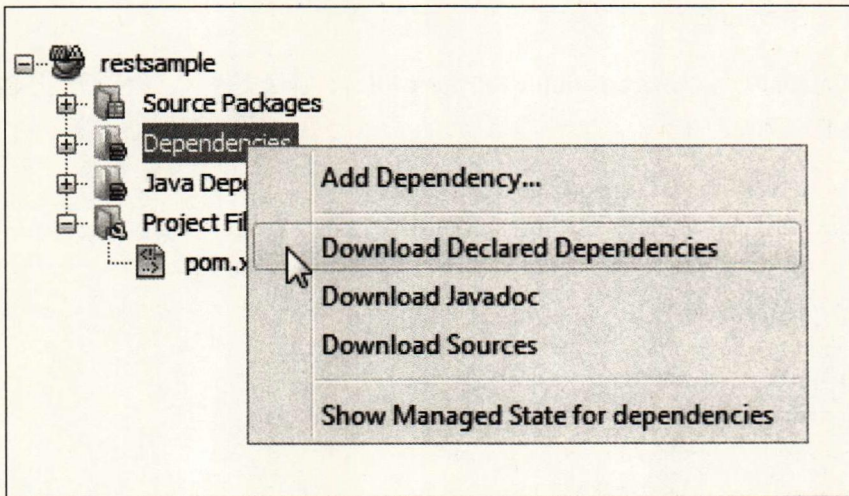 restsample
Source Packages
Dependencies
Java Dep
Project Fil
pom.x
Add Dependency...
Download Declared Dependencies
Download Javadoc
Download Sources
Show Managed State for dependencies